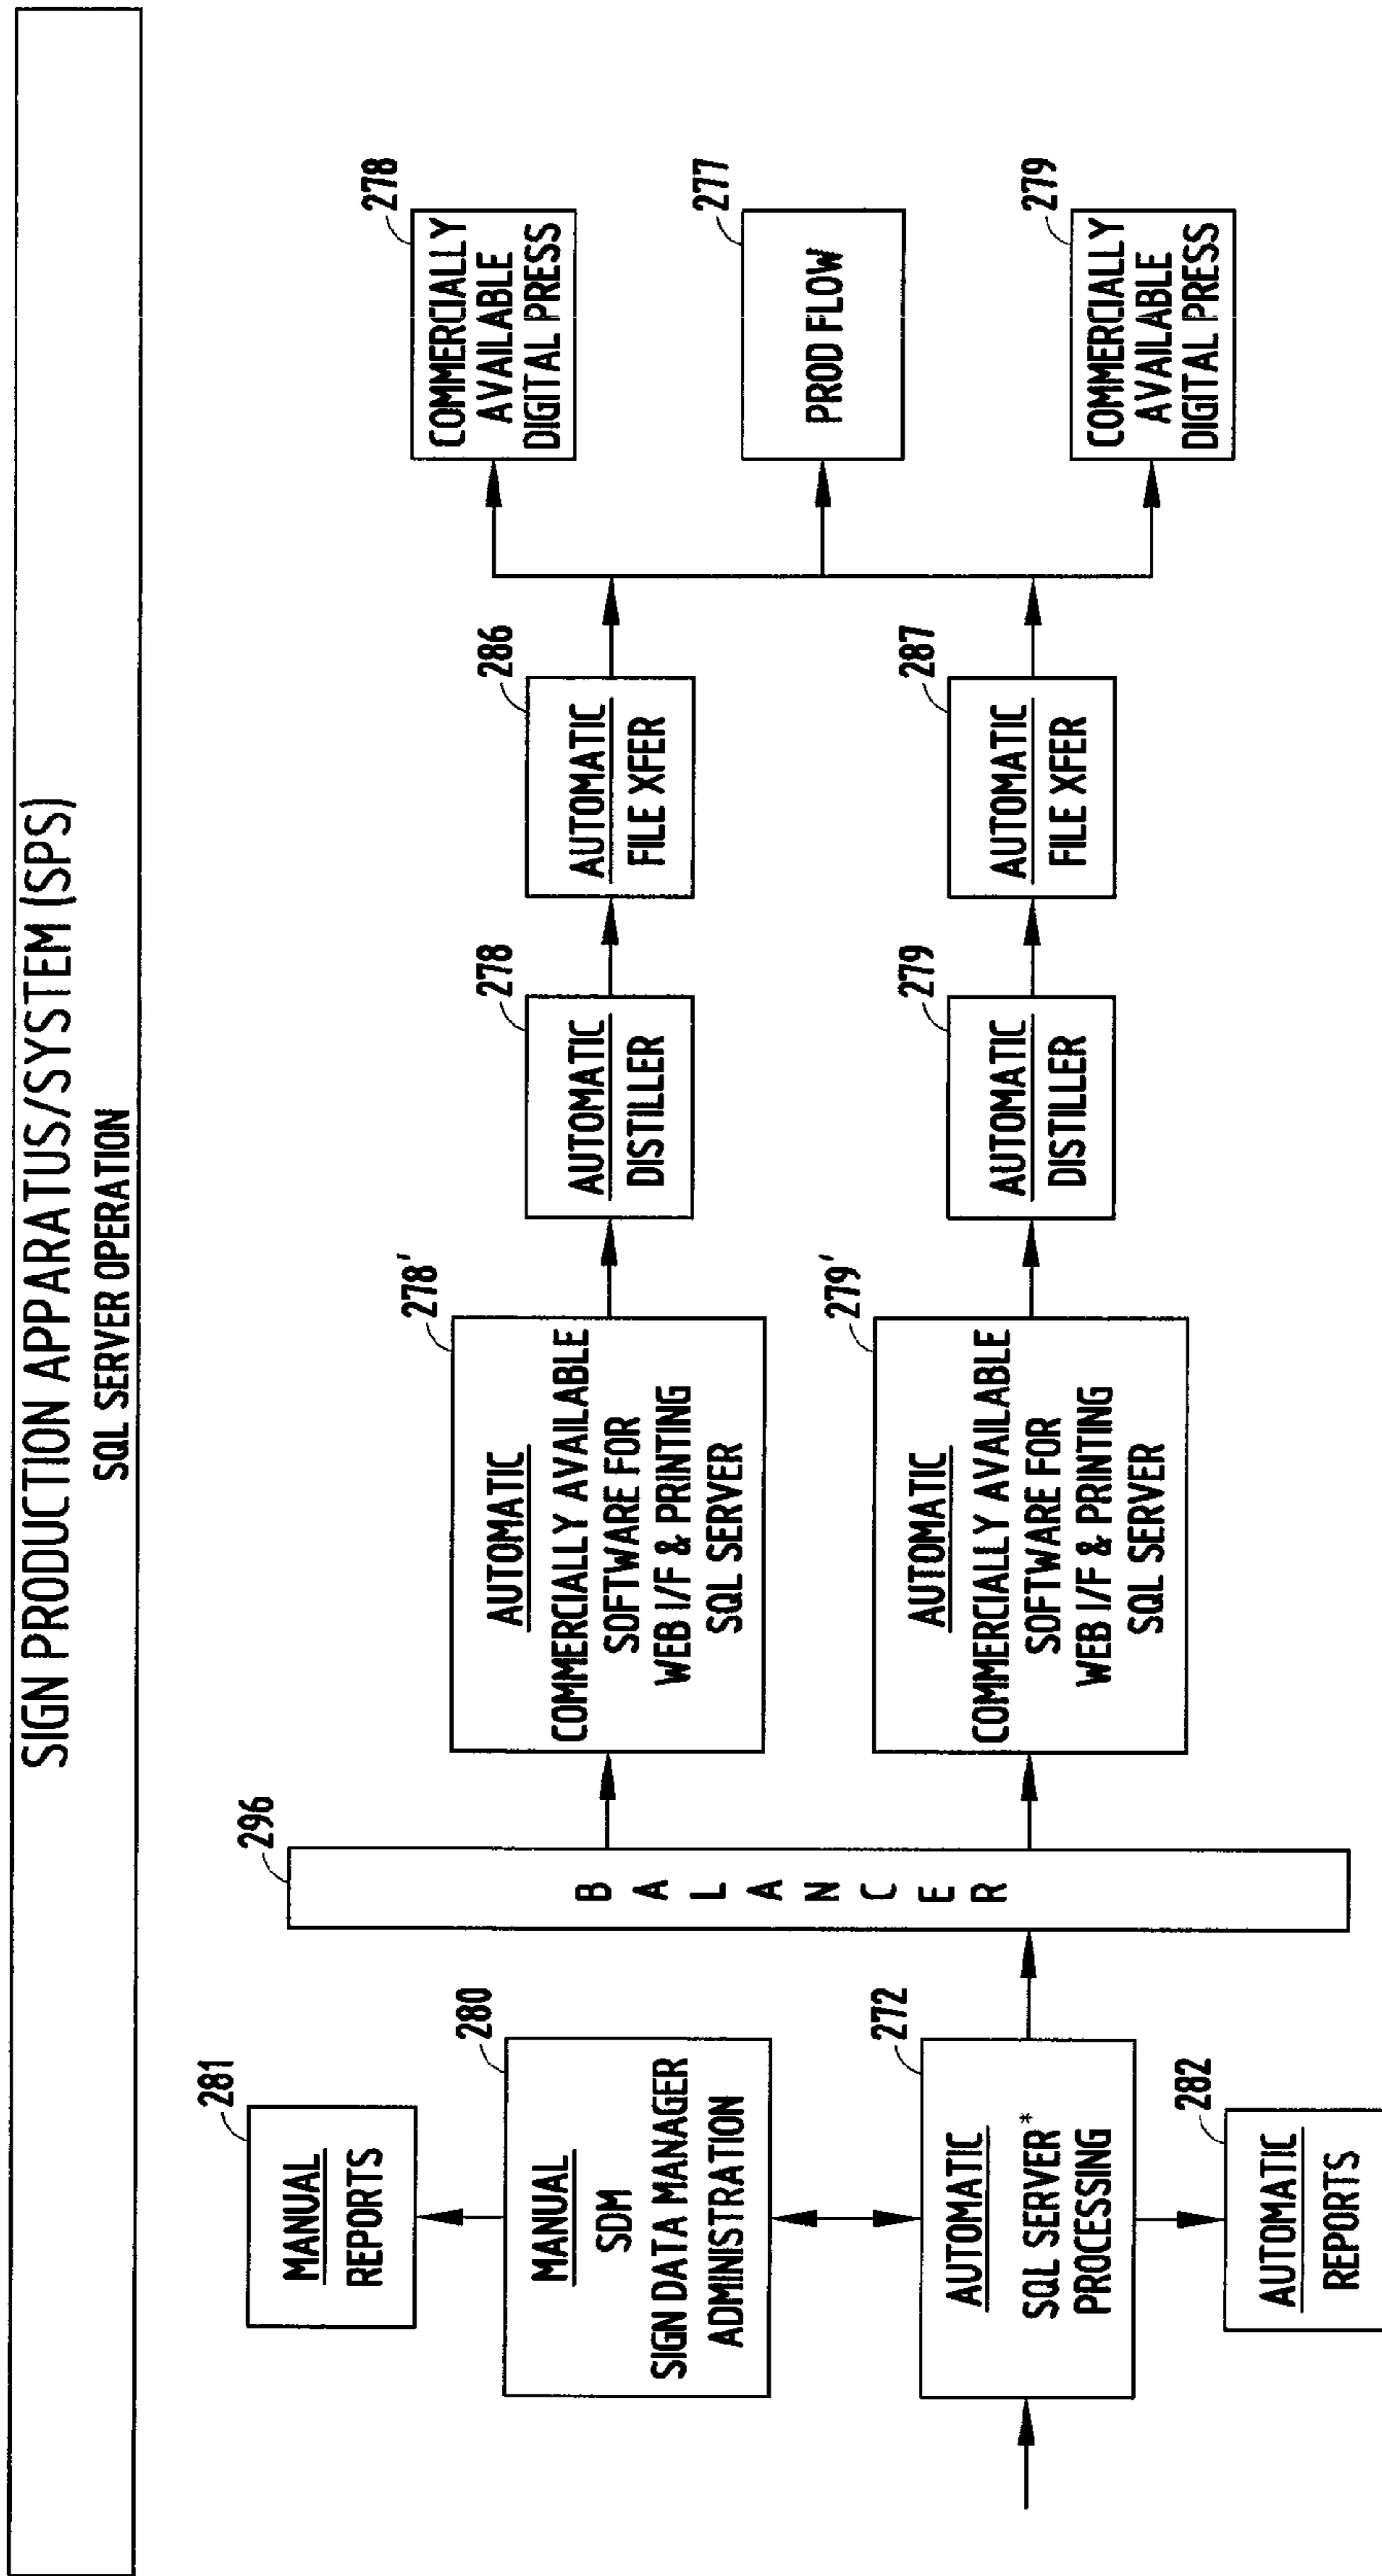 SIGN PRODUCTION APPARATUS/SYSTEM (SPS)
SQL SERVER OPERATION
281
MANUAL
REPORTS
280
MANUAL
SDM
SIGN DATA MANAGER
ADMINISTRATION
272
AUTOMATIC
SQL SERVER*
PROCESSING
282
AUTOMATIC
REPORTS
296
BALANCER
278'
AUTOMATIC
COMMERCIALLY AVAILABLE
SOFTWARE FOR
WEB I/F & PRINTING
SQL SERVER
279'
AUTOMATIC
COMMERCIALLY AVAILABLE
SOFTWARE FOR
WEB I/F & PRINTING
SQL SERVER
278
AUTOMATIC
DISTILLER
279
AUTOMATIC
DISTILLER
286
AUTOMATIC
FILE XFER
287
AUTOMATIC
FILE XFER
278
COMMERCIALLY
AVAILABLE
DIGITAL PRESS
277
PROD FLOW
279
COMMERCIALLY
AVAILABLE
DIGITAL PRESS